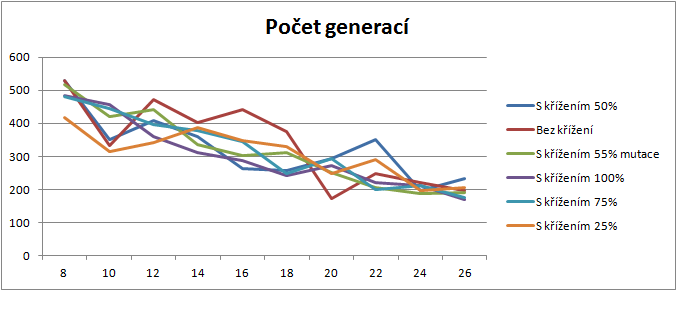 Počet generací
600
500
400
300
200
100
0
8 10 12 14 16 18 20 22 24 26
S křížením 50%
Bez křížení
S křížením 55% mutace
S křížením 100%
S křížením 75%
S křížením 25%